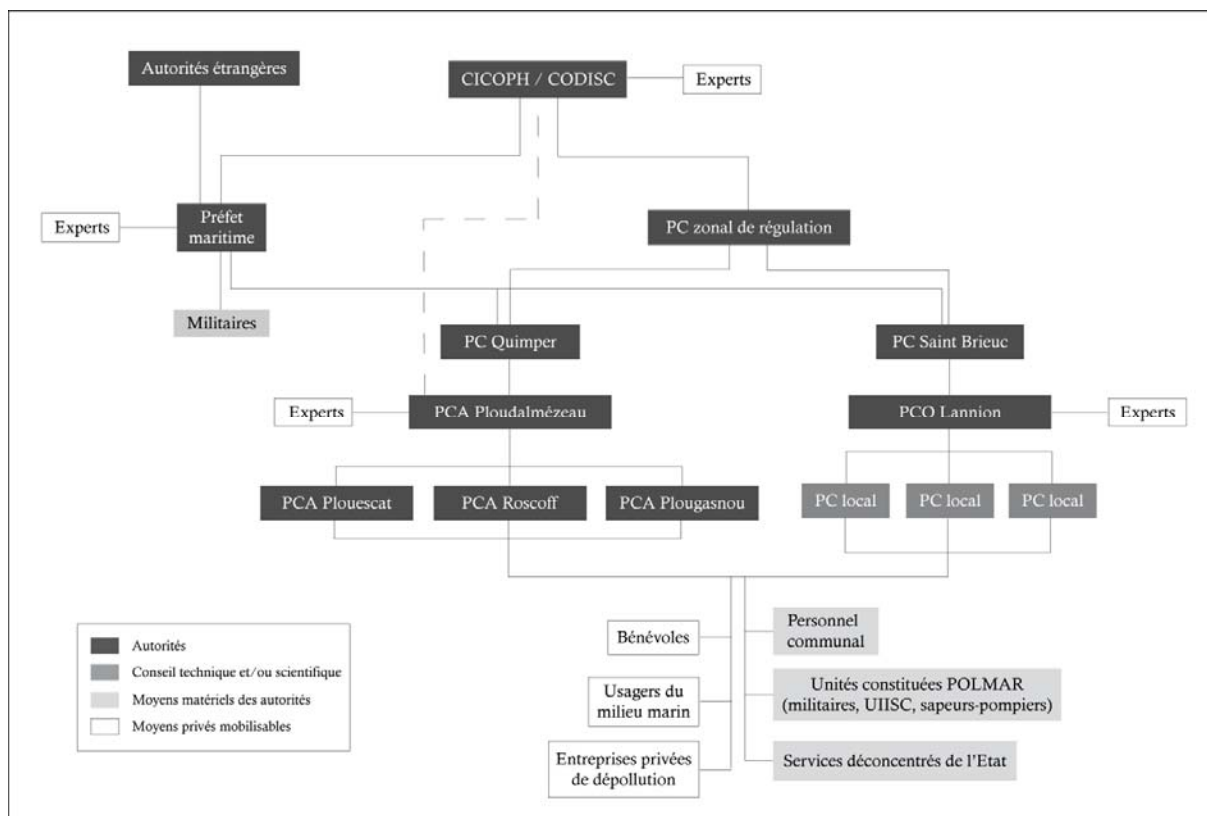 Autorités étrangères
CICOPH / CODISC
Experts
Experts
Préfet
maritime
PC zonal de régulation
Militaires
PC Quimper
PC Saint Brieuc
Experts
PCA Ploudalmézeau
PCO Lannion
Experts
PCA Plouescat
PCA Roscoff
PCA Plougasnou
PC local
PC local
PC local
Autorités
Conseil technique et/ou scientifique
Moyens matériels des autorités
Moyens privés mobilisables
Bénévoles
Usagers du
milieu marin
Entreprises privées
de dépollution
Personnel
communal
Unités constituées POLMAR
(militaires, UIISC, sapeurs-pompiers)
Services déconcentrés de l'Etat